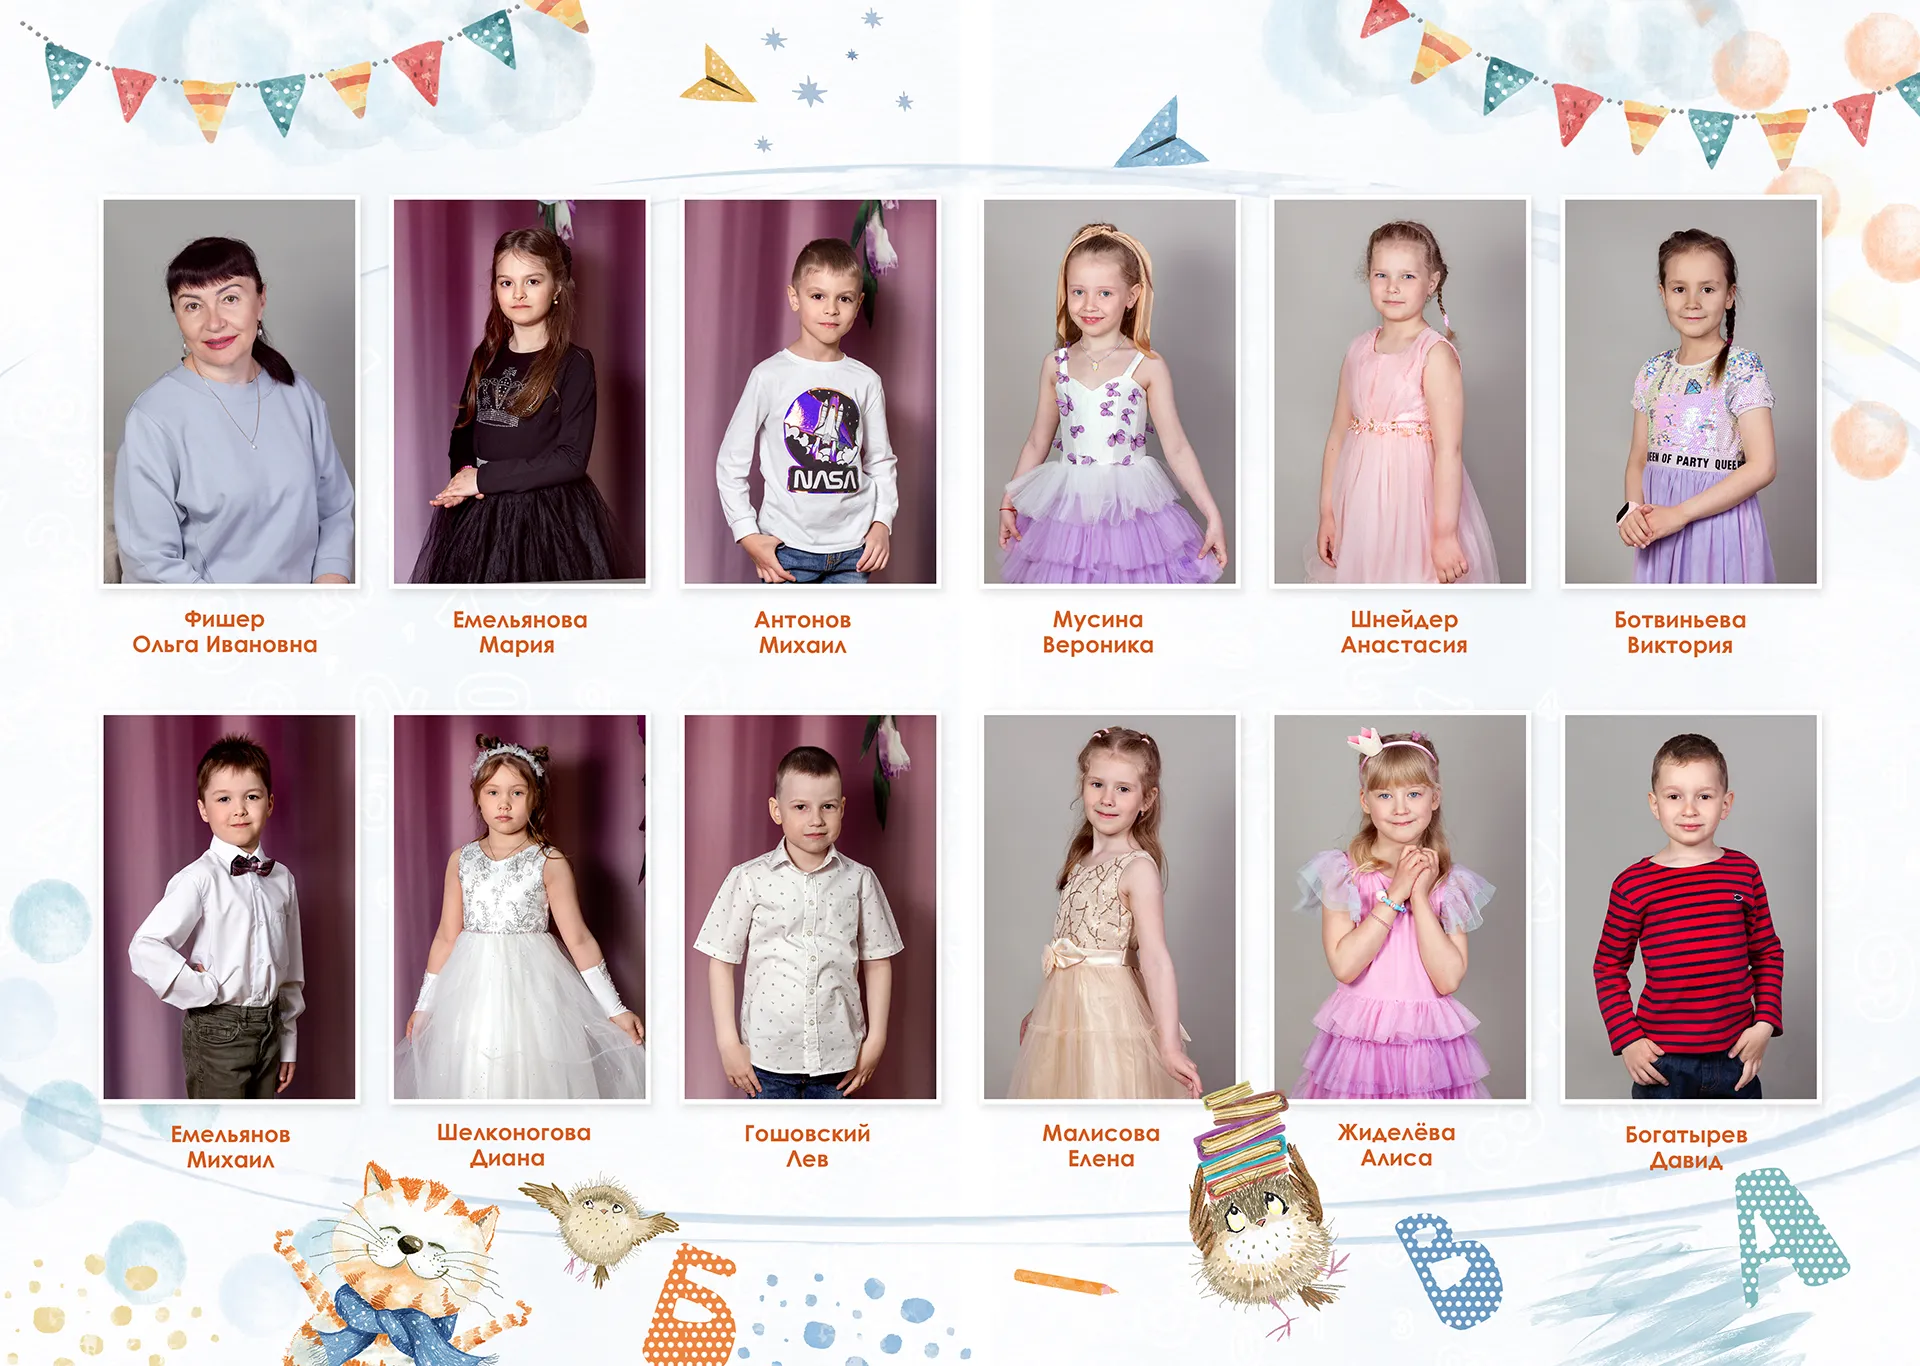 NASA
QUEEN OF PARTY QUEE
Фишер
Ольга Ивановна
Емельянова
Мария
Антонов
Михаил
Мусина
Вероника
Шнейдер
Анастасия
Ботвиньева
Виктория
Емельянов
Михаил
Шелконогова
Диана
Гошовский
Лев
Малисова
Елена
Жиделёва
Алиса
Богатырев
Давид
Б
В
А